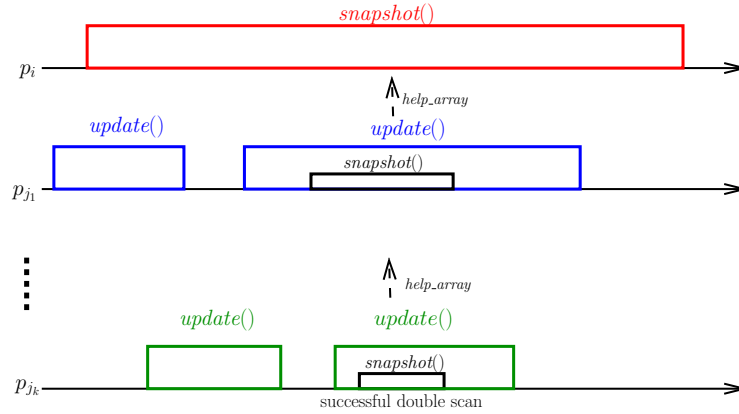 snapshot()
p_i
help_array
update() update()
snapshot()
p_{j_1}
help_array
update() update()
snapshot()
p_{j_k}
successful double scan